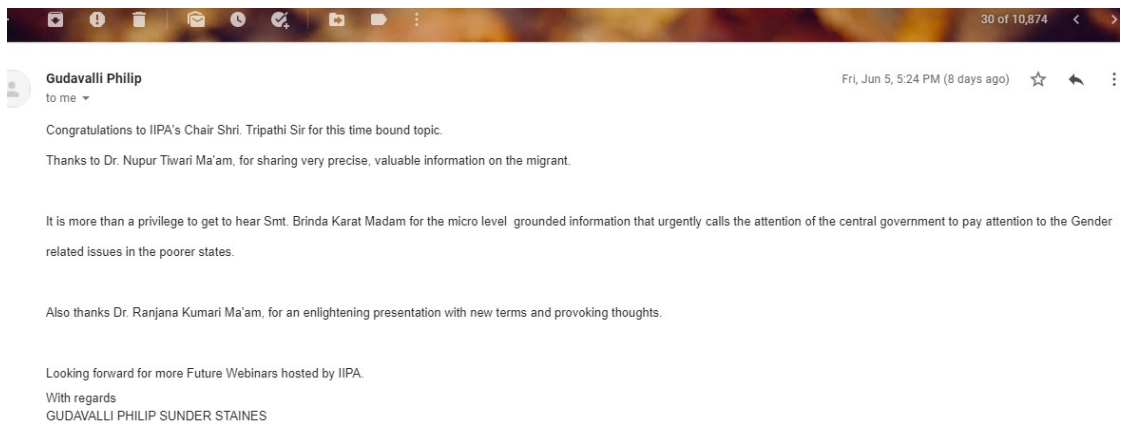 30 of 10,874
Gudavalli Philip
Fri, Jun 5, 5:24 PM (8 days ago)
to me
Congratulations to IIPA's Chair Shri. Tripathi Sir for this time bound topic.
Thanks to Dr. Nupur Tiwari Ma'am, for sharing very precise, valuable information on the migrant.
It is more than a privilege to get to hear Smt. Brinda Karat Madam for the micro level grounded information that urgently calls the attention of the central government to pay attention to the Gender
related issues in the poorer states.
Also thanks Dr. Ranjana Kumari Ma'am, for an enlightening presentation with new terms and provoking thoughts.
Looking forward for more Future Webinars hosted by IIPA.
With regards
GUDAVALLI PHILIP SUNDER STAINES